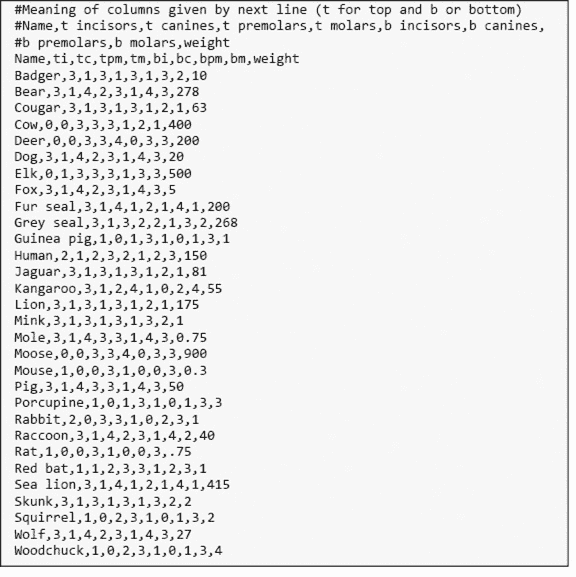 #Meaning of columns given by next line (t for top and b or bottom)
#Name,t incisors,t canines,t premolars,t molars,b incisors,b canines,
#b premolars,b molars,weight
Name,ti,tc,tpm,tm,bi,bc,bpm,bm,weight
Badger,3,1,3,1,3,1,3,2,10
Bear,3,1,4,2,3,1,4,3,278
Cougar,3,1,3,1,3,1,2,1,63
Cow,0,0,3,3,3,1,2,1,400
Deer,0,0,3,3,4,0,3,3,200
Dog,3,1,4,2,3,1,4,3,20
Elk,0,1,3,3,3,1,3,3,500
Fox,3,1,4,2,3,1,4,3,5
Fur seal,3,1,4,1,2,1,4,1,200
Grey seal,3,1,3,2,2,1,3,2,268
Guinea pig,1,0,1,3,1,0,1,3,1
Human,2,1,2,3,2,1,2,3,150
Jaguar,3,1,3,1,3,1,2,1,81
Kangaroo,3,1,2,4,1,0,2,4,55
Lion,3,1,3,1,3,1,2,1,175
Mink,3,1,3,1,3,1,3,2,1
Mole,3,1,4,3,3,1,4,3,0.75
Moose,0,0,3,3,4,0,3,3,900
Mouse,1,0,0,3,1,0,0,3,0.3
Pig,3,1,4,3,3,1,4,3,50
Porcupine,1,0,1,3,1,0,1,3,3
Rabbit,2,0,3,3,1,0,2,3,1
Raccoon,3,1,4,2,3,1,4,2,40
Rat,1,0,0,3,1,0,0,3,.75
Red bat,1,1,2,3,3,1,2,3,1
Sea lion,3,1,4,1,2,1,4,1,415
Skunk,3,1,3,1,3,1,3,2,2
Squirrel,1,0,2,3,1,0,1,3,2
Wolf,3,1,4,2,3,1,4,3,27
Woodchuck,1,0,2,3,1,0,1,3,4